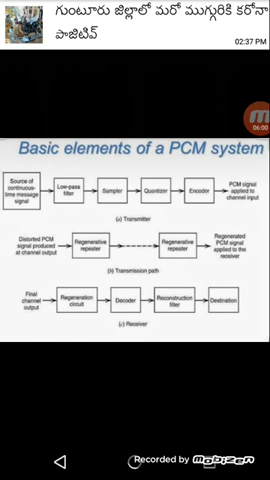 గుంటూరు జిల్లాలో మరో ముగ్గురికి కరోనా
పాజిటివ్
02:37 PM
06:00
Basic elements of a PCM system
Source of
continuous-
time message
signal
Low-pass
filter
Sampler
Quantizer
Encoder
PCM signal
applied to
channel input
(a) Transmitter
Distorted PCM
signal produced
at channel output
Regenerative
repeater
Regenerative
repeater
Regenerated
PCM signal
applied to the
receiver
(b) Transmission path
Final
channel
output
Regeneration
circuit
Decoder
Reconstruction
filter
Destination
(c) Receiver
Recorded by mobizen